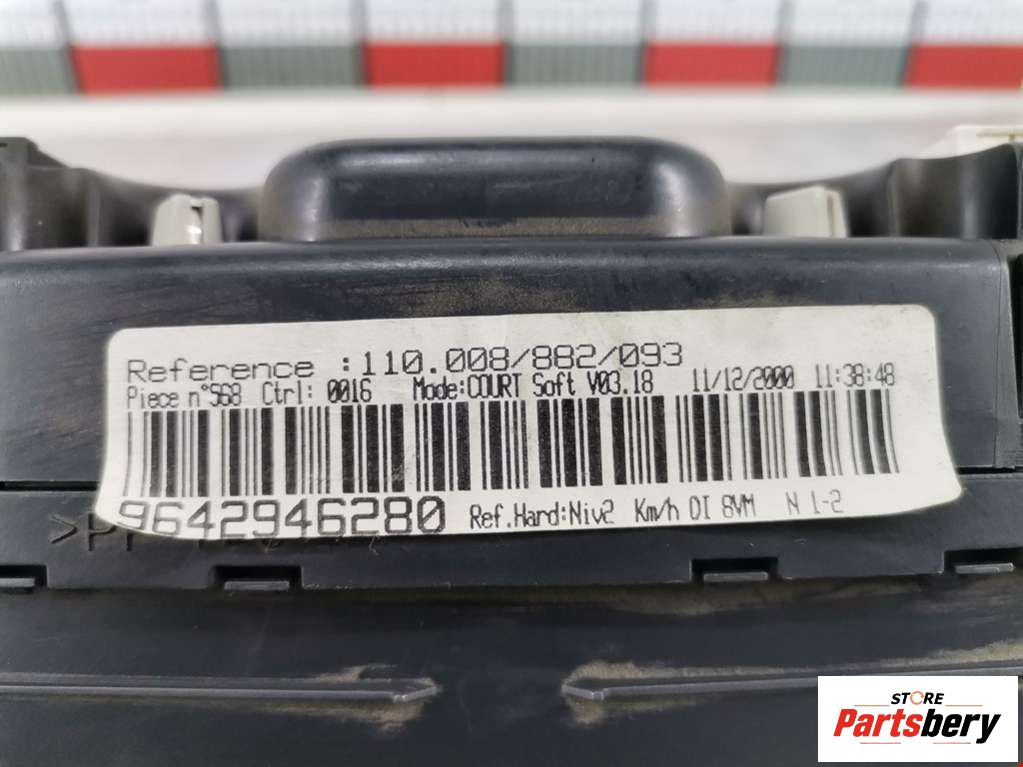 Reference :110.008/882/093
Piece n°568 Ctrl: 0016 Mode:COURT Soft V03.18 11/12/2000 11:38:48
9642946280 Ref.Hard:Niv2 Km/h DI 8VM N 1-2
STORE
Partsbery